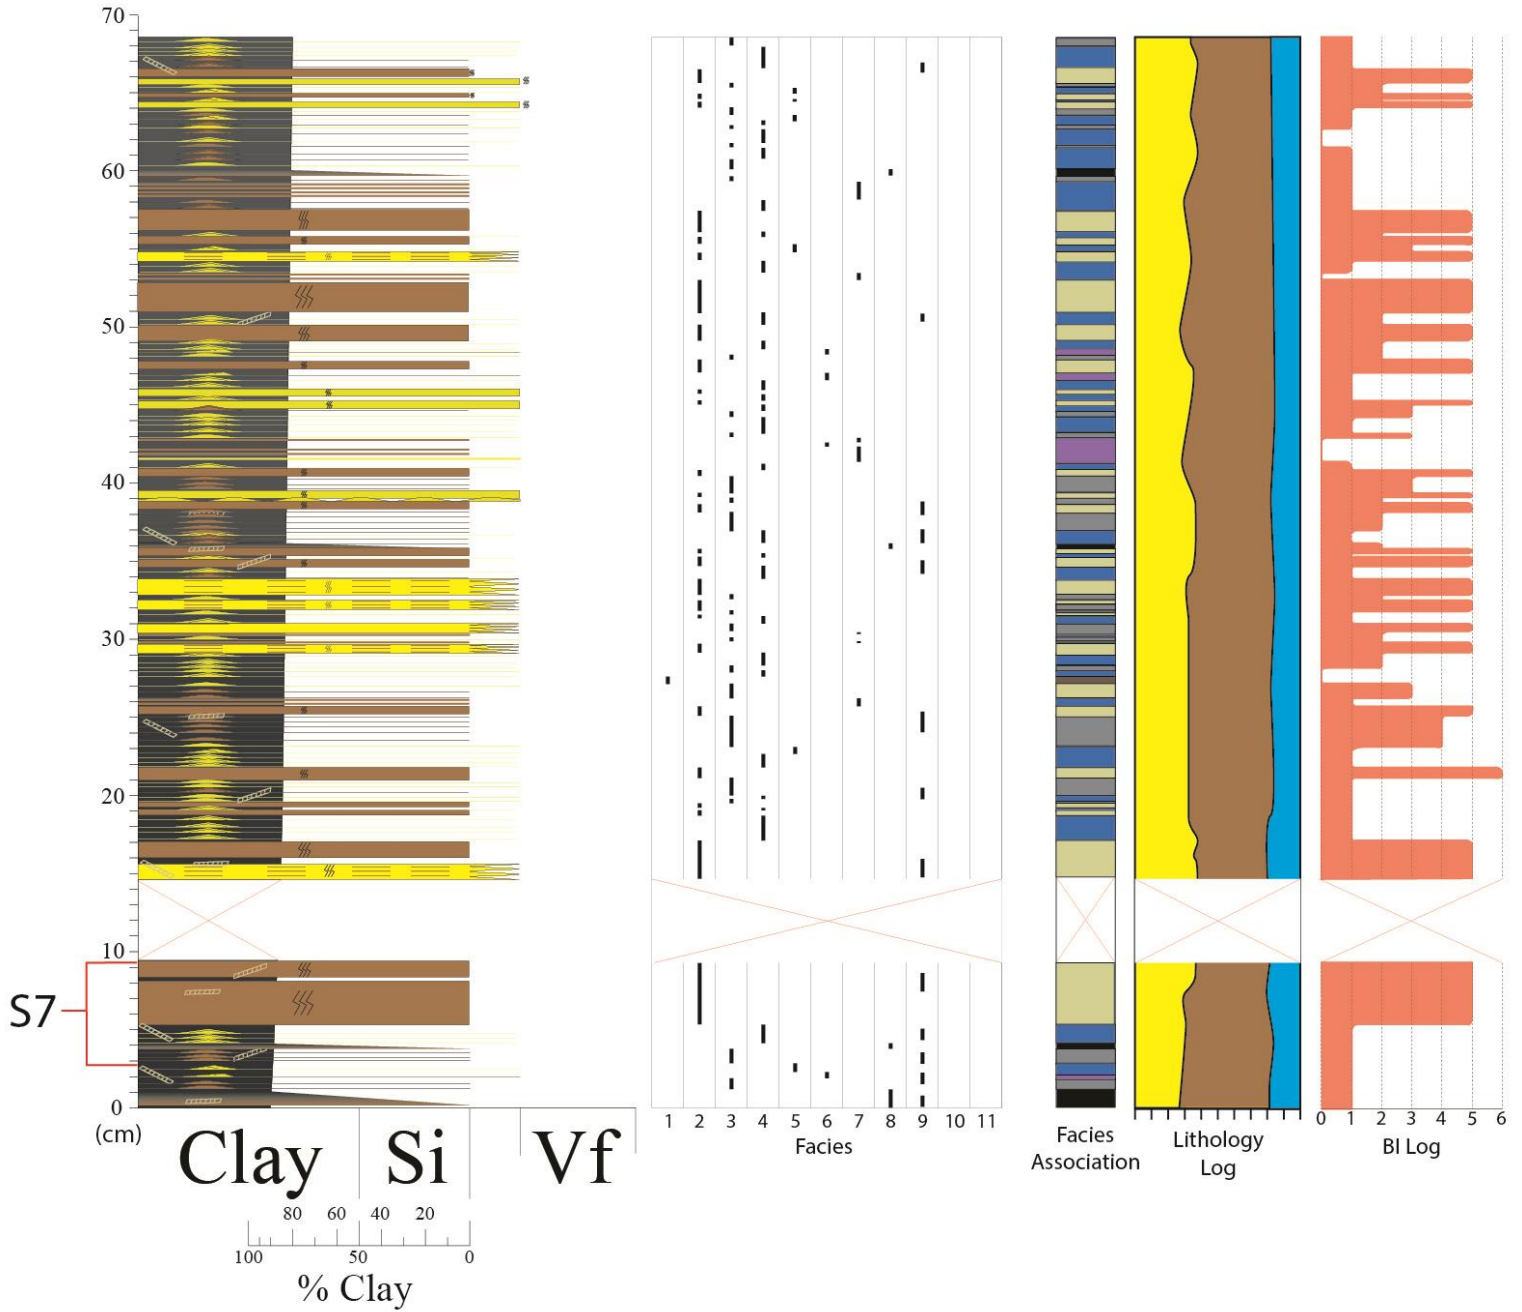 70
60
50
40
30
20
10
S7
0
(cm)
Clay Si Vf
80 60 40 20
100 50 0
% Clay
1 2 3 4 5 6 7 8 9 10 11
Facies
Facies
Association
Lithology
Log
0 1 2 3 4 5 6
BI Log